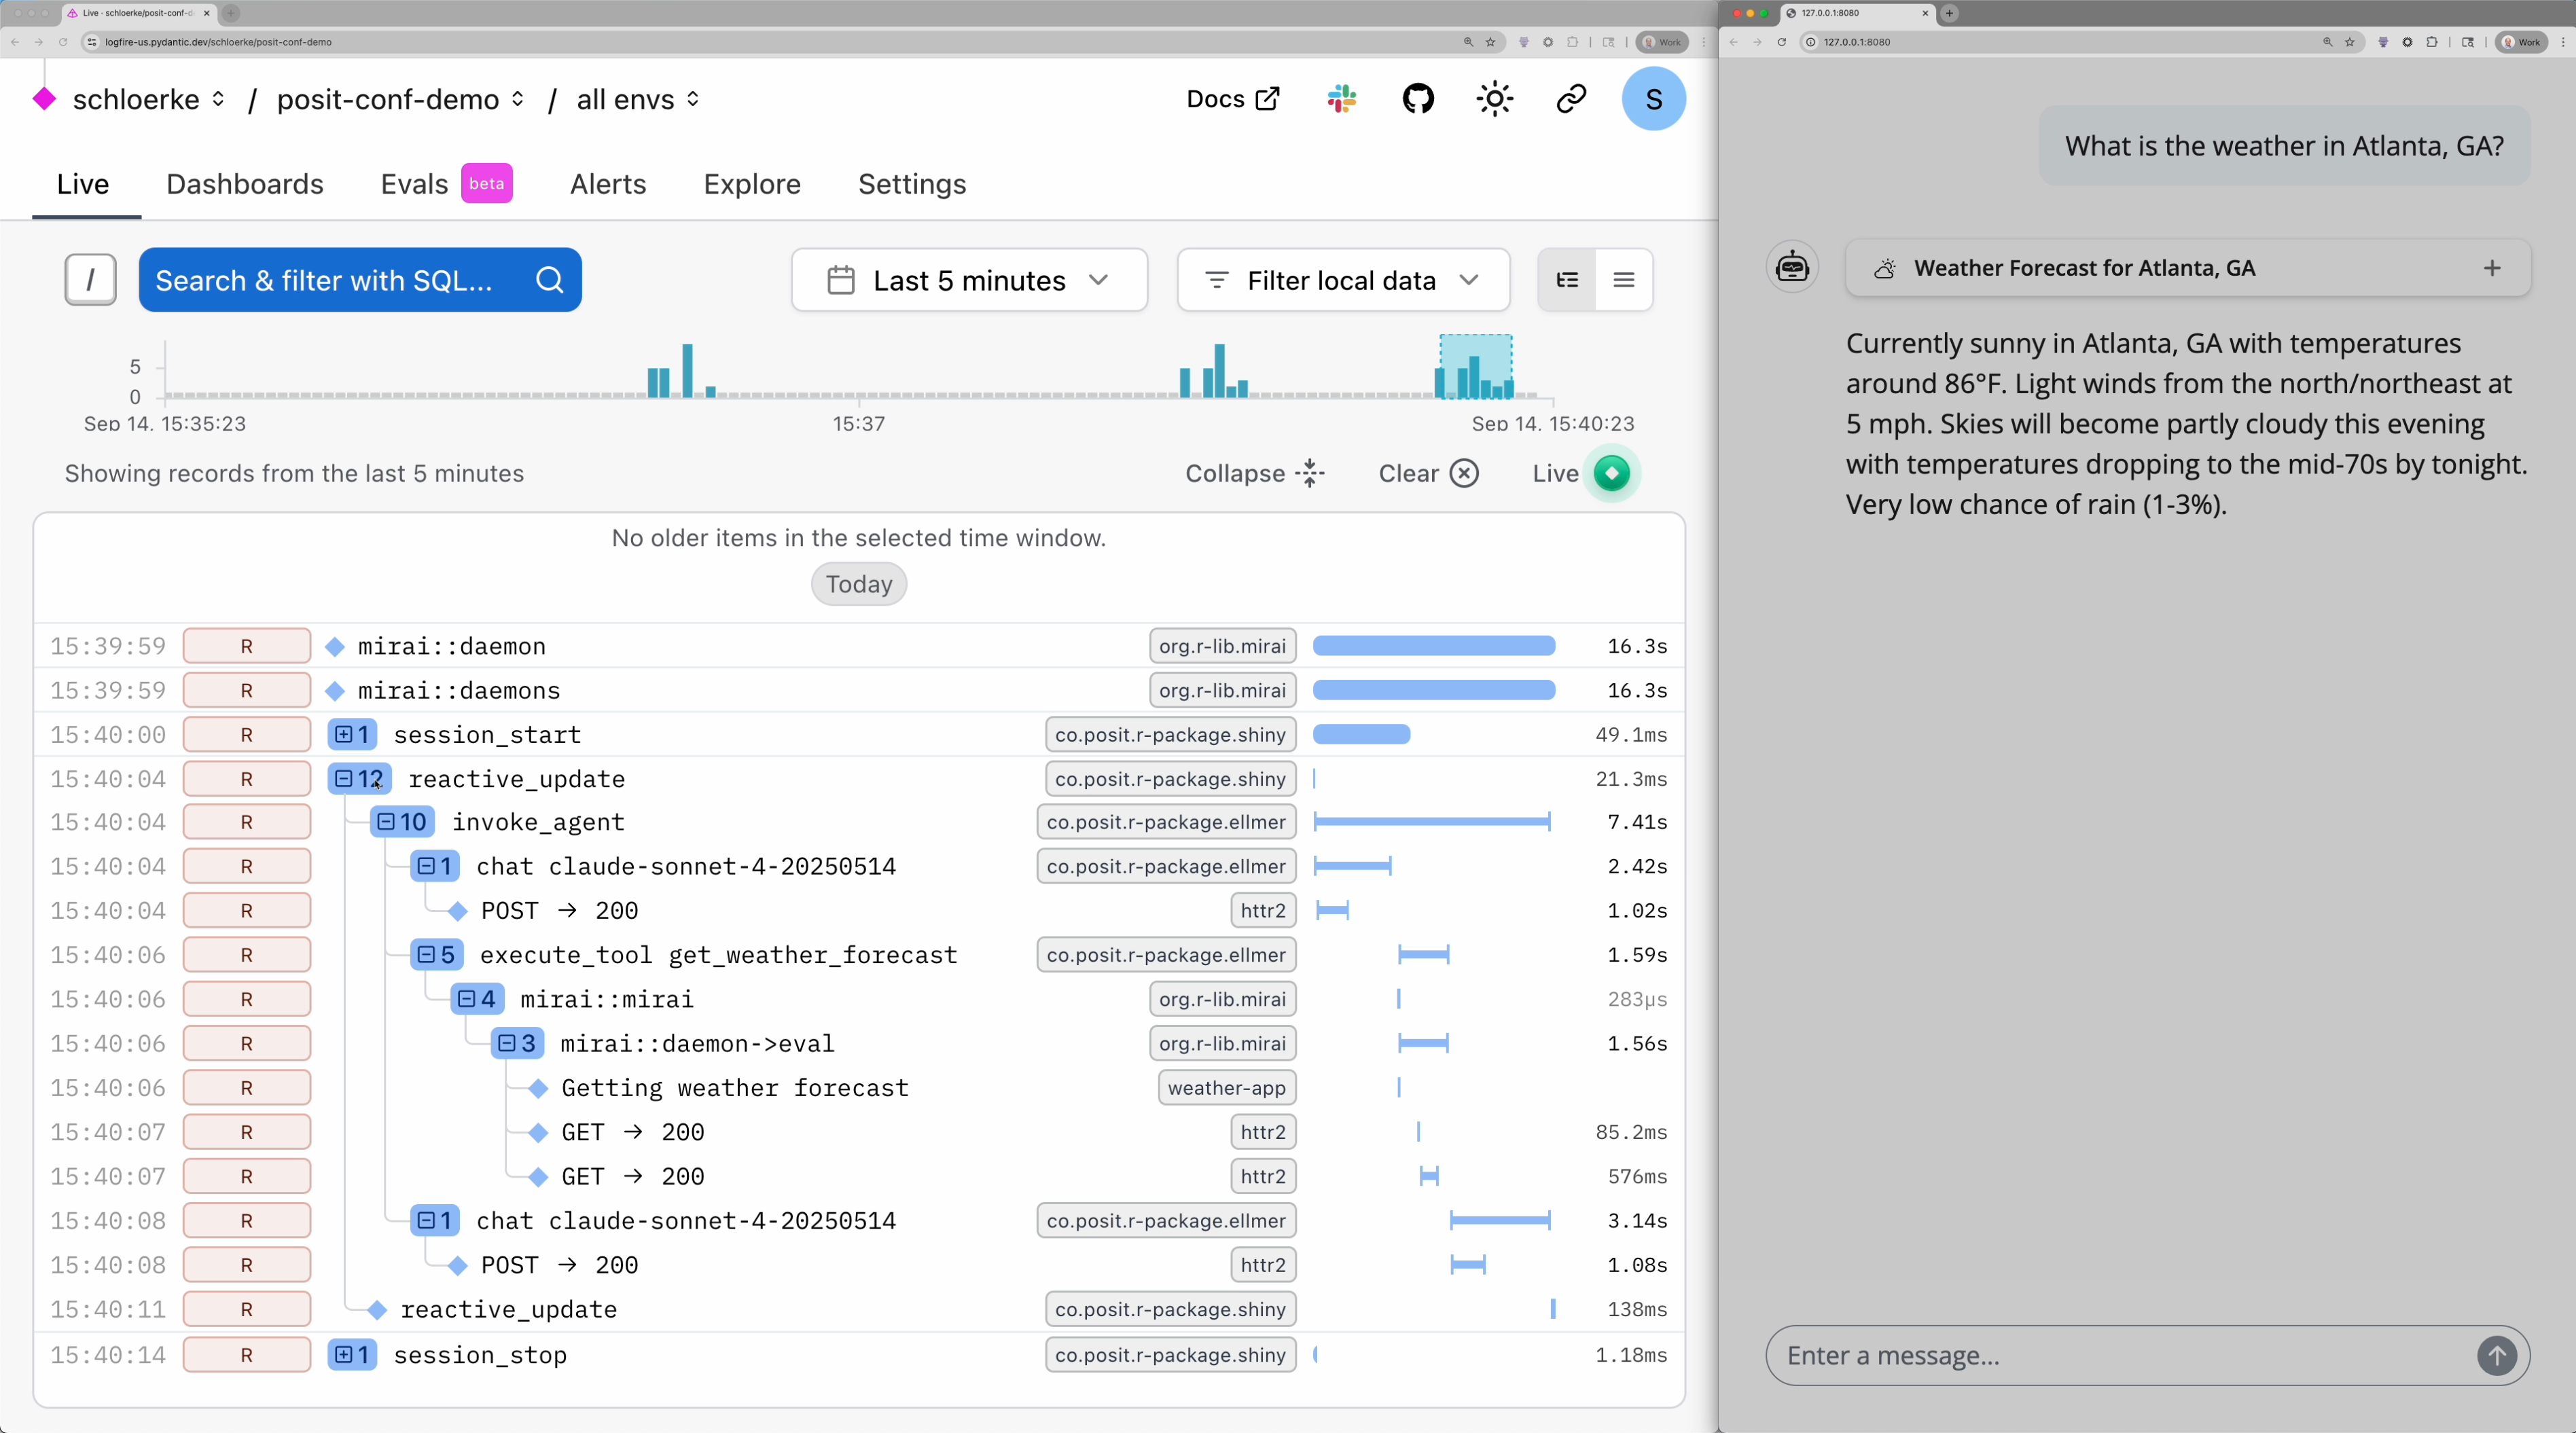 Live · schloerke/posit-conf-d
logfire-us.pydantic.dev/schloerke/posit-conf-demo
Work
schloerke / posit-conf-demo / all envs
Docs
S
Live Dashboards Evals beta Alerts Explore Settings
/ Search & filter with SQL... Last 5 minutes Filter local data
5
0
Sep 14, 15:35:23 15:37 Sep 14, 15:40:23
Showing records from the last 5 minutes Collapse Clear Live
No older items in the selected time window.
Today
15:39:59 R mirai::daemon org.r-lib.mirai 16.3s
15:39:59 R mirai::daemons org.r-lib.mirai 16.3s
15:40:00 R 1 session_start co.posit.r-package.shiny 49.1ms
15:40:04 R 12 reactive_update co.posit.r-package.shiny 21.3ms
15:40:04 R 10 invoke_agent co.posit.r-package.ellmer 7.41s
15:40:04 R 1 chat claude-sonnet-4-20250514 co.posit.r-package.ellmer 2.42s
15:40:04 R POST → 200 httr2 1.02s
15:40:06 R 5 execute_tool get_weather_forecast co.posit.r-package.ellmer 1.59s
15:40:06 R 4 mirai::mirai org.r-lib.mirai 283µs
15:40:06 R 3 mirai::daemon->eval org.r-lib.mirai 1.56s
15:40:06 R Getting weather forecast weather-app
15:40:07 R GET → 200 httr2 85.2ms
15:40:07 R GET → 200 httr2 576ms
15:40:08 R 1 chat claude-sonnet-4-20250514 co.posit.r-package.ellmer 3.14s
15:40:08 R POST → 200 httr2 1.08s
15:40:11 R reactive_update co.posit.r-package.shiny 138ms
15:40:14 R 1 session_stop co.posit.r-package.shiny 1.18ms
127.0.0.1:8080
127.0.0.1:8080
Work
What is the weather in Atlanta, GA?
Weather Forecast for Atlanta, GA
Currently sunny in Atlanta, GA with temperatures
around 86°F. Light winds from the north/northeast at
5 mph. Skies will become partly cloudy this evening
with temperatures dropping to the mid-70s by tonight.
Very low chance of rain (1-3%).
Enter a message...